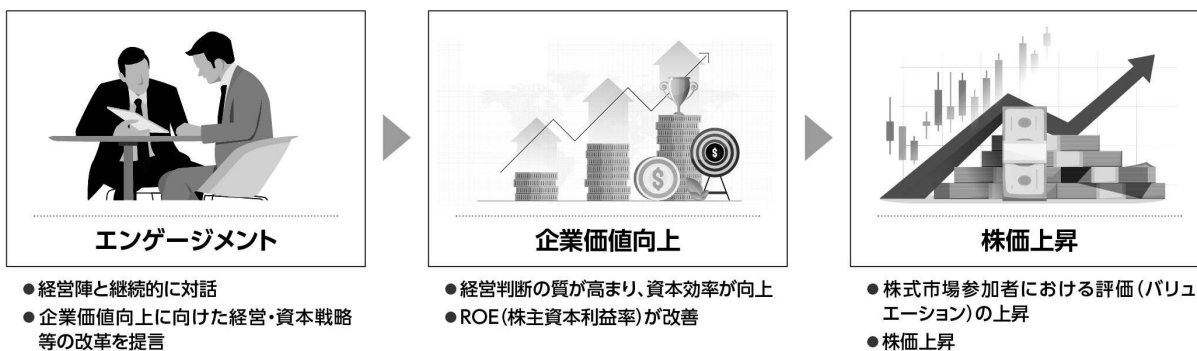 エンゲージメント
●経営陣と継続的に対話
●企業価値向上に向けた経営・資本戦略
等の改革を提言
$
$
企業価値向上
●経営判断の質が高まり、資本効率が向上
●ROE(株主資本利益率)が改善
株価上昇
●株式市場参加者における評価(バリュ
エーション)の上昇
●株価上昇